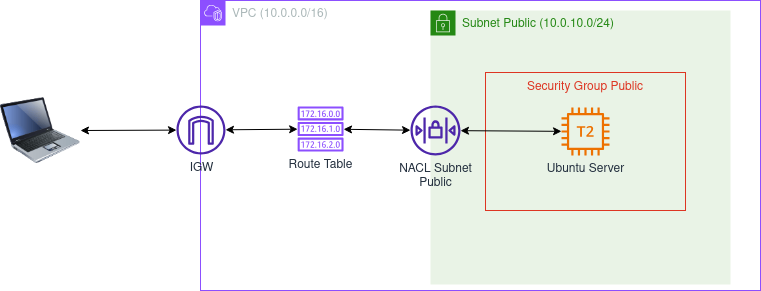 VPC (10.0.0.0/16)
Subnet Public (10.0.10.0/24)
Security Group Public
172.16.0.0
172.16.1.0
172.16.2.0
T2
IGW
Route Table
NACL Subnet
Public
Ubuntu Server